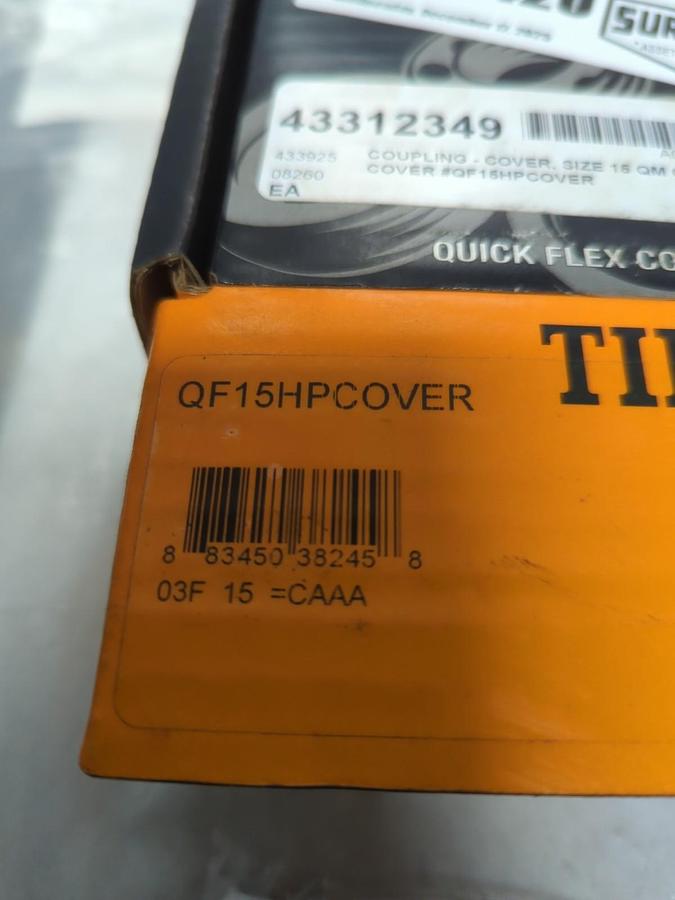 SUR
43312349
433925 COUPLING - COVER, SIZE 15 QM
08260 COVER #QF15HPCOVER
EA
QUICK FLEX CO
TI
QF15HPCOVER
8 83450 38245 8
03F 15 =CAAA